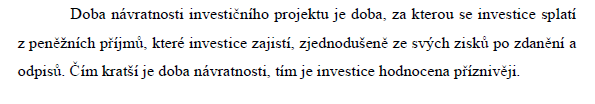 Doba návratnosti investičního projektu je doba, za kterou se investice splatí
z peněžních příjmů, které investice zajistí, zjednodušeně ze svých zisků po zdanění a
odpisů. Čím kratší je doba návratnosti, tím je investice hodnocena příznivěji.